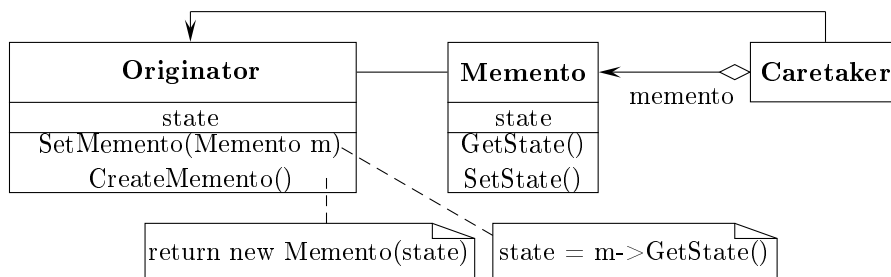 Originator
state
SetMemento(Memento m)
CreateMemento()
Memento
state
GetState()
SetState()
memento
Caretaker
return new Memento(state)
state = m->GetState()